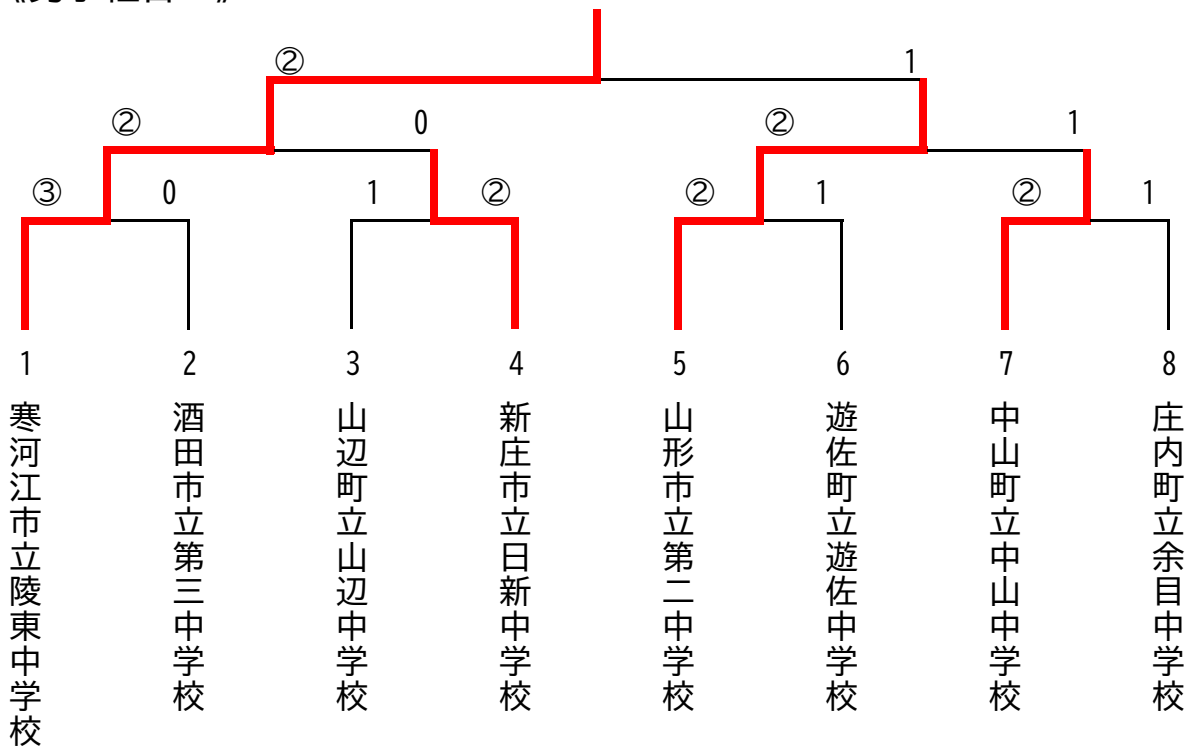 ② 1
② 0 ② 1
③ 0 1 ② ② 1 ② 1
1 2 3 4 5 6 7 8
寒河江市立陵東中学校
酒田市立第三中学校
山辺町立山辺中学校
新庄市立日新中学校
山形市立第二中学校
遊佐町立遊佐中学校
中山町立中山中学校
庄内町立余目中学校